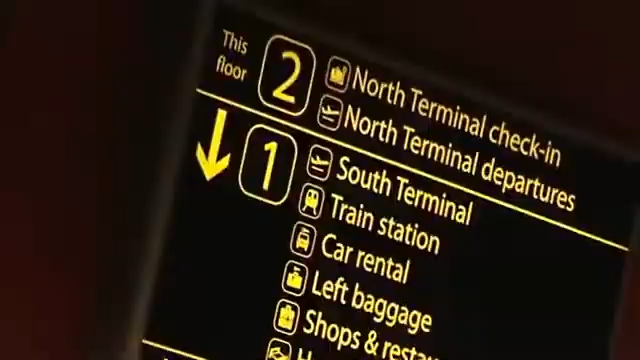 This floor
2
North Terminal check-in
North Terminal departures
1
South Terminal
Train station
Car rental
Left baggage
Shops &